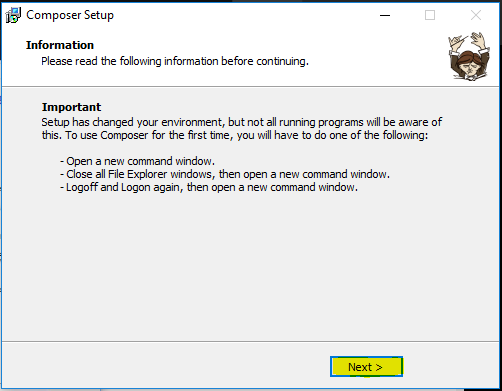 Composer Setup
Information
Please read the following information before continuing.
Important
Setup has changed your environment, but not all running programs will be aware of
this. To use Composer for the first time, you will have to do one of the following:
- Open a new command window.
- Close all File Explorer windows, then open a new command window.
- Logoff and Logon again, then open a new command window.
Next >